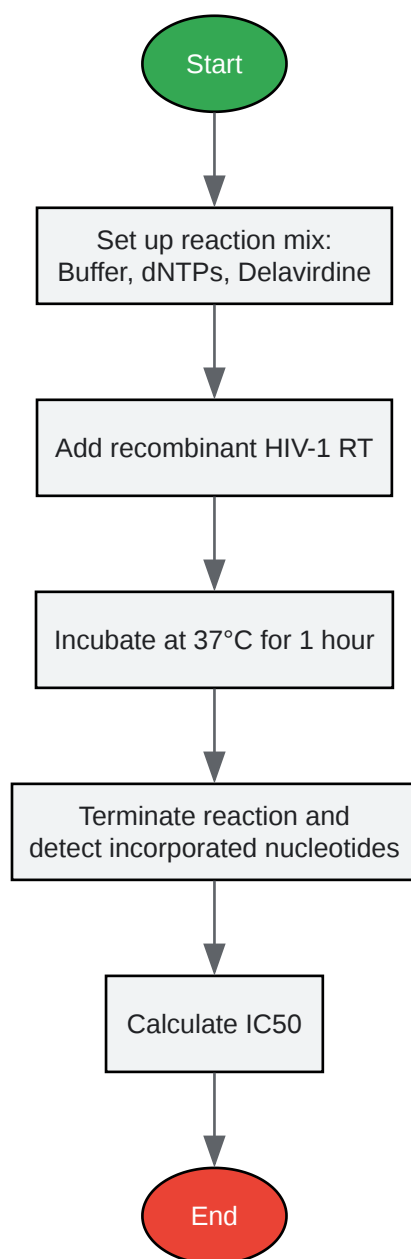 Start
Set up reaction mix:
Buffer, dNTPs, Delavirdine
Add recombinant HIV-1 RT
Incubate at 37°C for 1 hour
Terminate reaction and
detect incorporated nucleotides
Calculate IC50
End